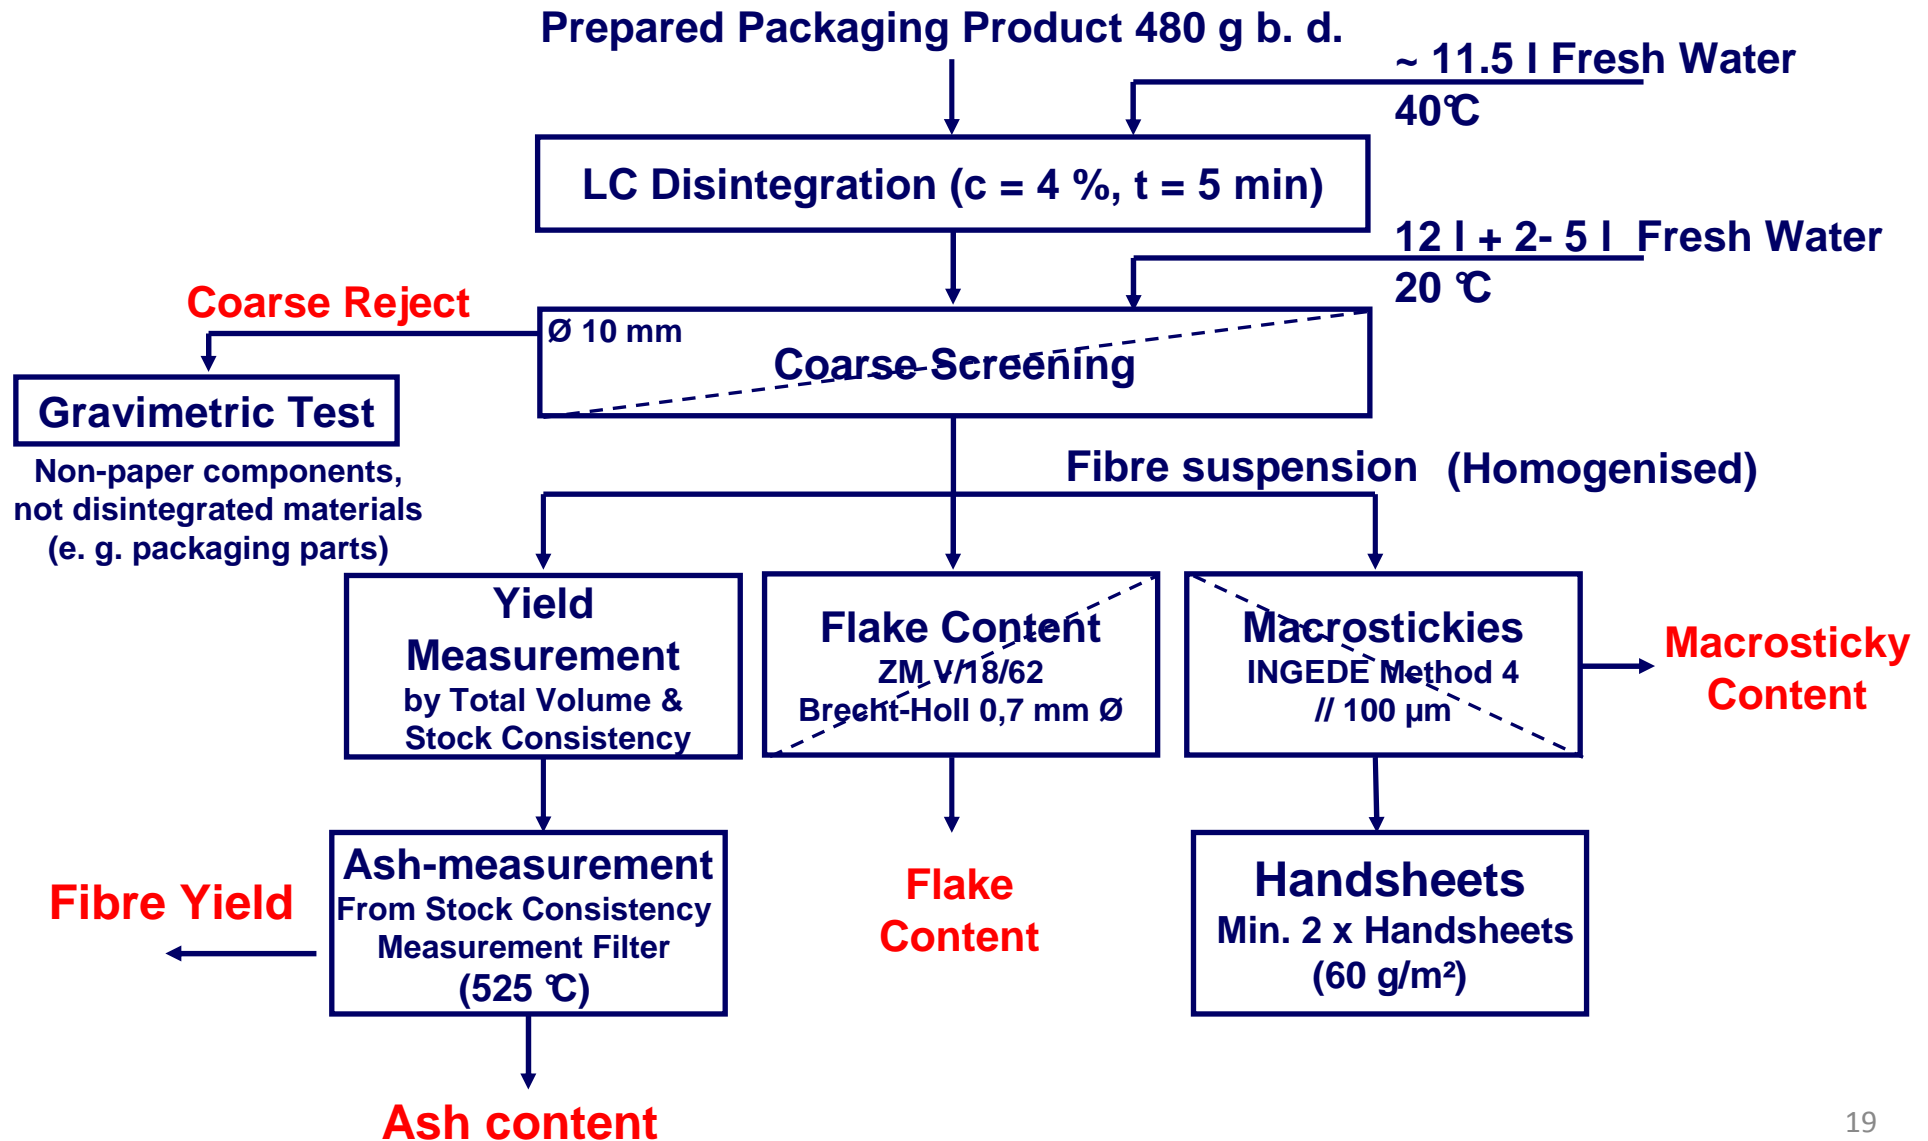 Prepared Packaging Product 480 g b. d.
~ 11.5 l Fresh Water
40°C
LC Disintegration (c = 4 %, t = 5 min)
12 l + 2- 5 l Fresh Water
20 °C
Coarse Reject
Ø 10 mm
Coarse Screening
Gravimetric Test
Non-paper components,
not disintegrated materials
(e. g. packaging parts)
Fibre suspension (Homogenised)
Yield
Measurement
by Total Volume &
Stock Consistency
Flake Content
ZM V/18/62
Brecht-Holl 0,7 mm Ø
Macrostickies
INGEDE Method 4
// 100 µm
Macrosticky
Content
Fibre Yield
Ash-measurement
From Stock Consistency
Measurement Filter
(525 °C)
Flake
Content
Handsheets
Min. 2 x Handsheets
(60 g/m²)
Ash content
19